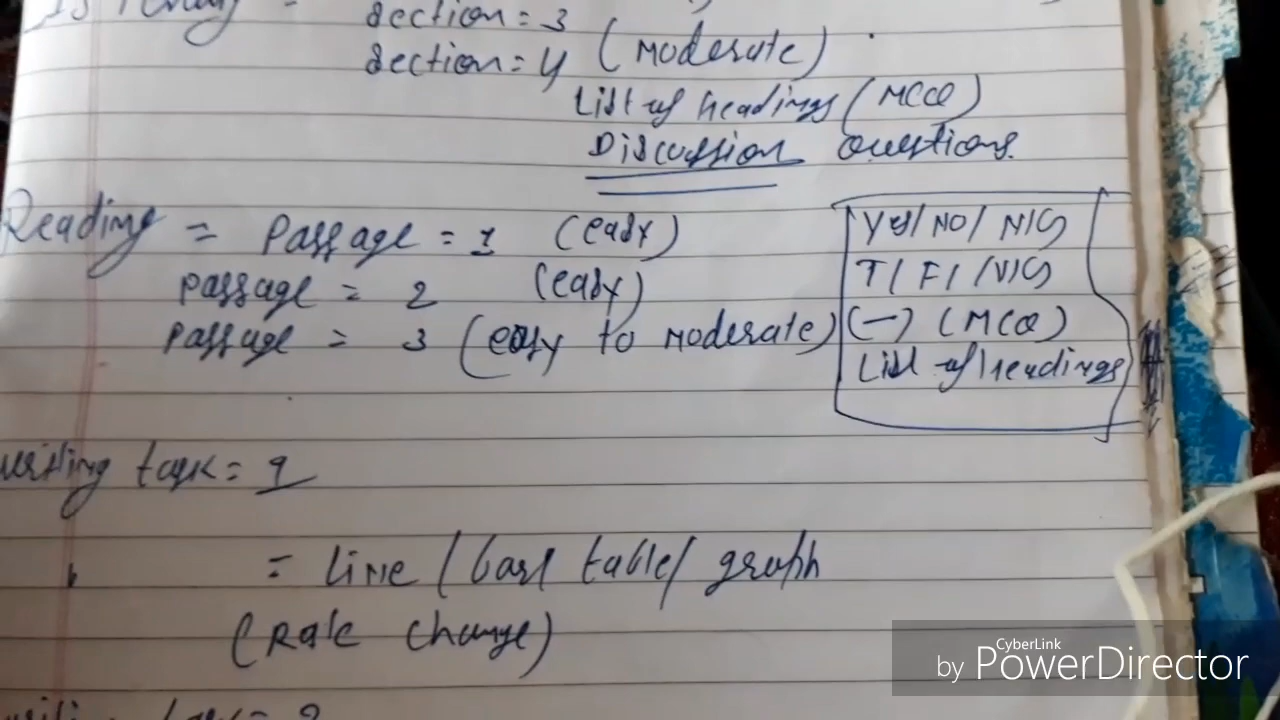 section = 3
section = 4 (Moderate)
List of headings (MCQ)
Discussion questions.
Reading = Passage = 1 (easy)
Passage = 2 (easy)
Passage = 3 (easy to Moderate)
Yes/ NO/ N/G
T/ F/ N/G
(—) (MCQ)
List of headings
writing task = 1
= Line / bar/ table/ graph
(Rate change)
CyberLink
by PowerDirector